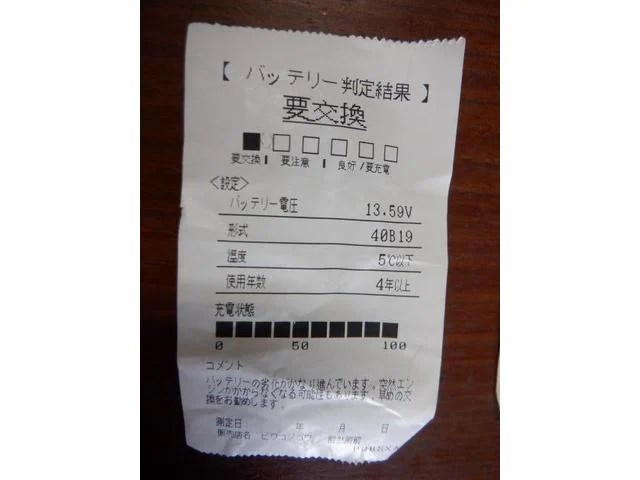 【 バッテリー判定結果 】
要交換
要交換 | 要注意 | 良好/要充電
<設定>
バッテリー電圧 13.59V
形式 40B19
温度 5℃以下
使用年数 4年以上
充電状態
0 50 100
コメント
バッテリーの劣化がかなり進んでいます。突然エン
ジンがかからなくなる可能性もあります。早めの交
換をお勧めします。
測定日 年 月 日
販売店名